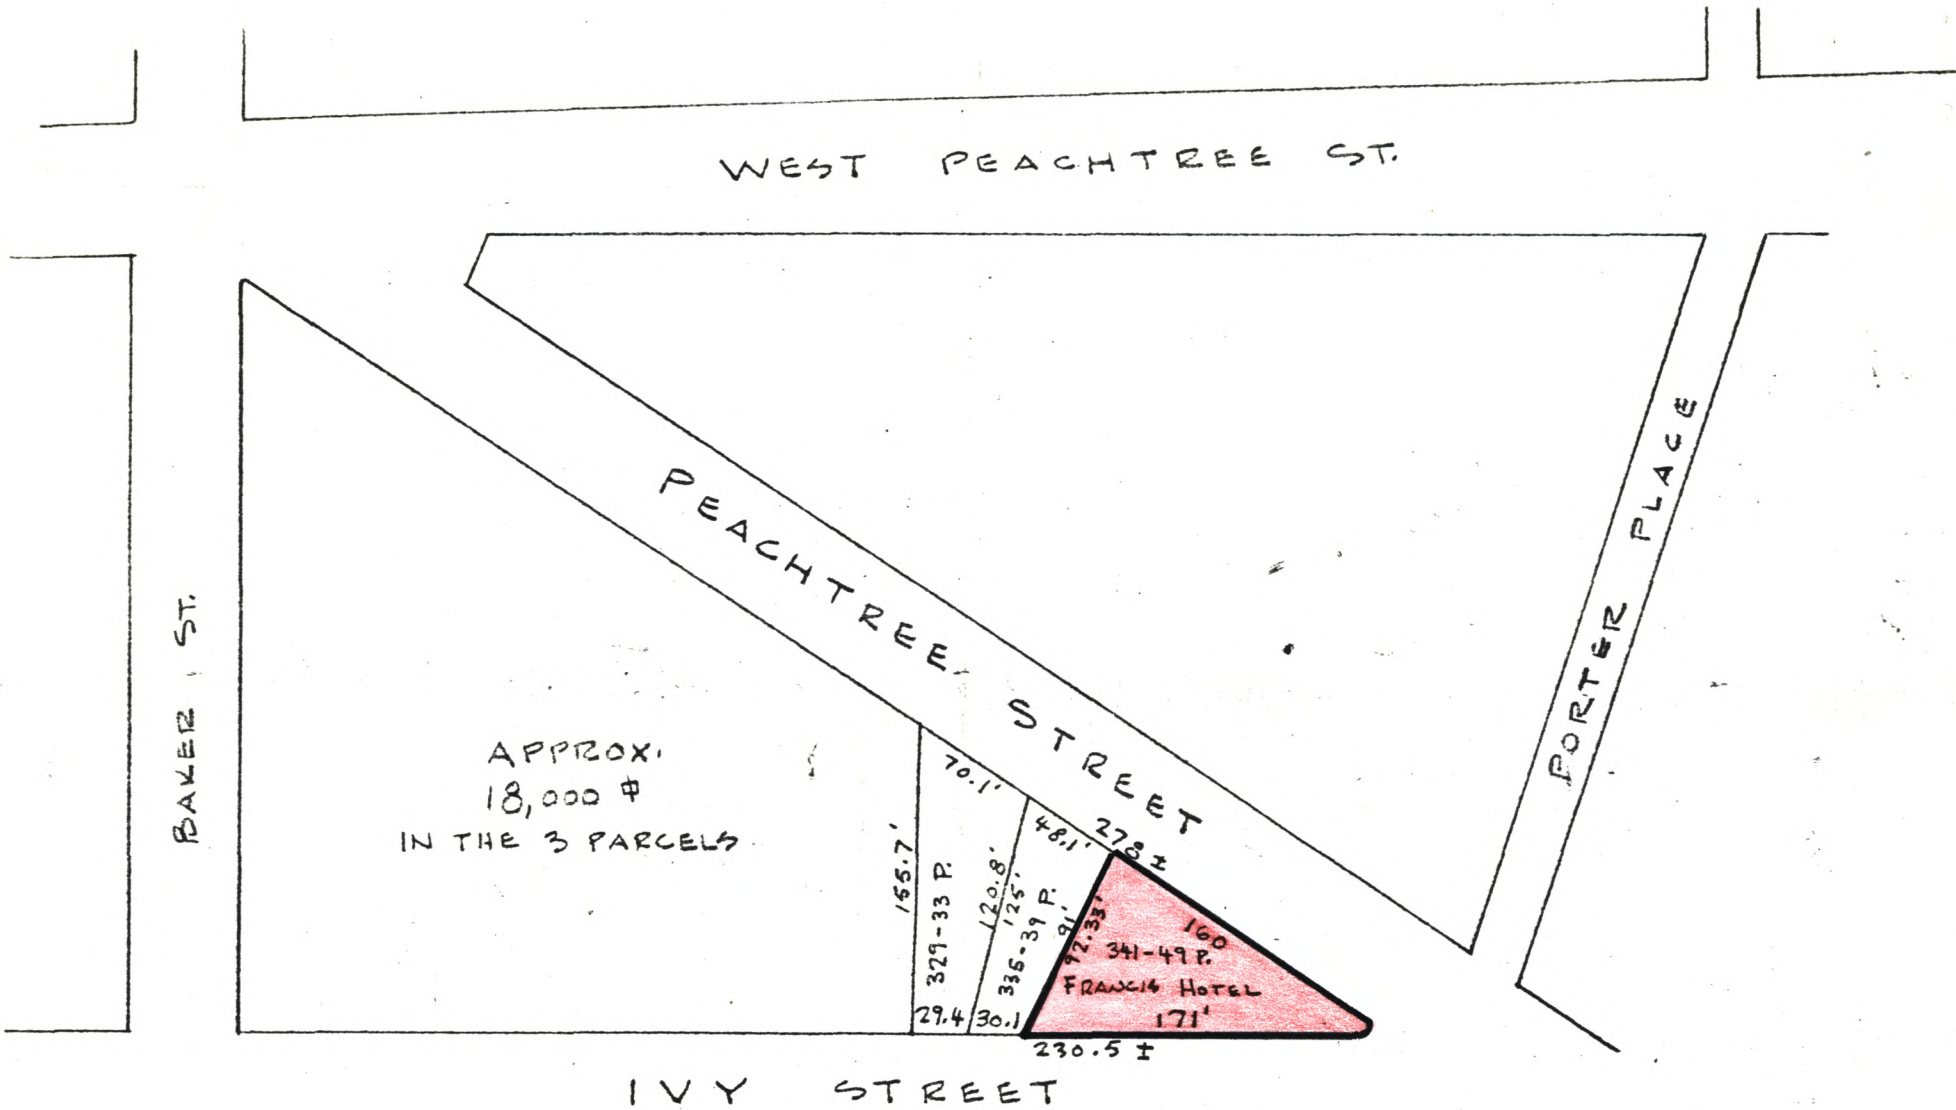 WEST PEACHTREE ST.
PEACHTREE STREET
PORTER PLACE
BAKER ST.
APPROX.
18,000 ⌗
IN THE 3 PARCELS
70.1'
48.1'
278 ±
155.7'
329-33 P.
120.8'
125'
335-39 P.
91'
92.33'
160
341-49 P.
FRANCIS HOTEL
171'
29.4
30.1
230.5 ±
IVY STREET